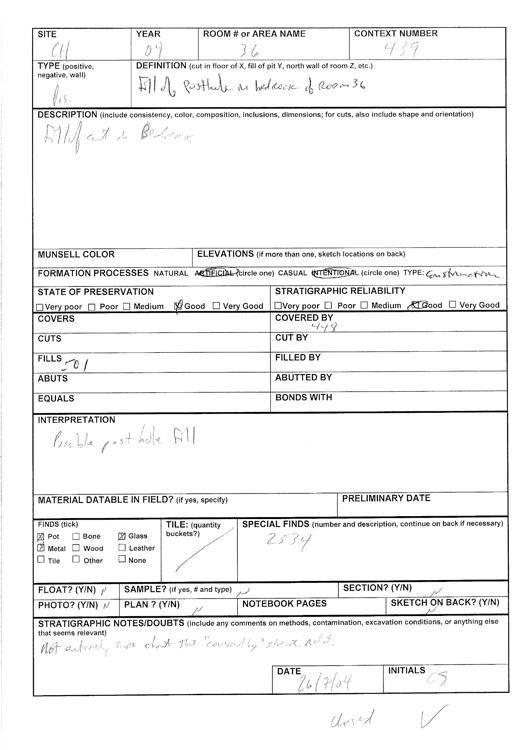 SITE YEAR ROOM # or AREA NAME CONTEXT NUMBER
CH 04 36 439
TYPE (positive, negative, wall) DEFINITION (cut in floor of X, fill of pit Y, north wall of room Z, etc.)
Pos. Fill of posthole in bedrock of Room 36
DESCRIPTION (include consistency, color, composition, inclusions, dimensions; for cuts, also include shape and orientation)
Fill of cut in Bedrock
MUNSELL COLOR ELEVATIONS (if more than one, sketch locations on back)
FORMATION PROCESSES NATURAL ARTIFICIAL (circle one) CASUAL INTENTIONAL (circle one) TYPE: Construction
STATE OF PRESERVATION STRATIGRAPHIC RELIABILITY
Very poor Poor Medium Good Very Good Very poor Poor Medium Good Very Good
COVERS COVERED BY
448
CUTS CUT BY
FILLS 501 FILLED BY
ABUTS ABUTTED BY
EQUALS BONDS WITH
INTERPRETATION
Possible post hole fill
MATERIAL DATABLE IN FIELD? (if yes, specify) PRELIMINARY DATE
FINDS (tick) TILE: (quantity buckets?) SPECIAL FINDS (number and description, continue on back if necessary)
Pot Bone Glass 2534
Metal Wood Leather
Tile Other None
FLOAT? (Y/N) N SAMPLE? (if yes, # and type) N SECTION? (Y/N) N
PHOTO? (Y/N) N PLAN ? (Y/N) N NOTEBOOK PAGES SKETCH ON BACK? (Y/N) N
STRATIGRAPHIC NOTES/DOUBTS (Include any comments on methods, contamination, excavation conditions, or anything else that seems relevant)
Not entirely sure about this "covered by" strat.
DATE INITIALS
26/7/04 CS